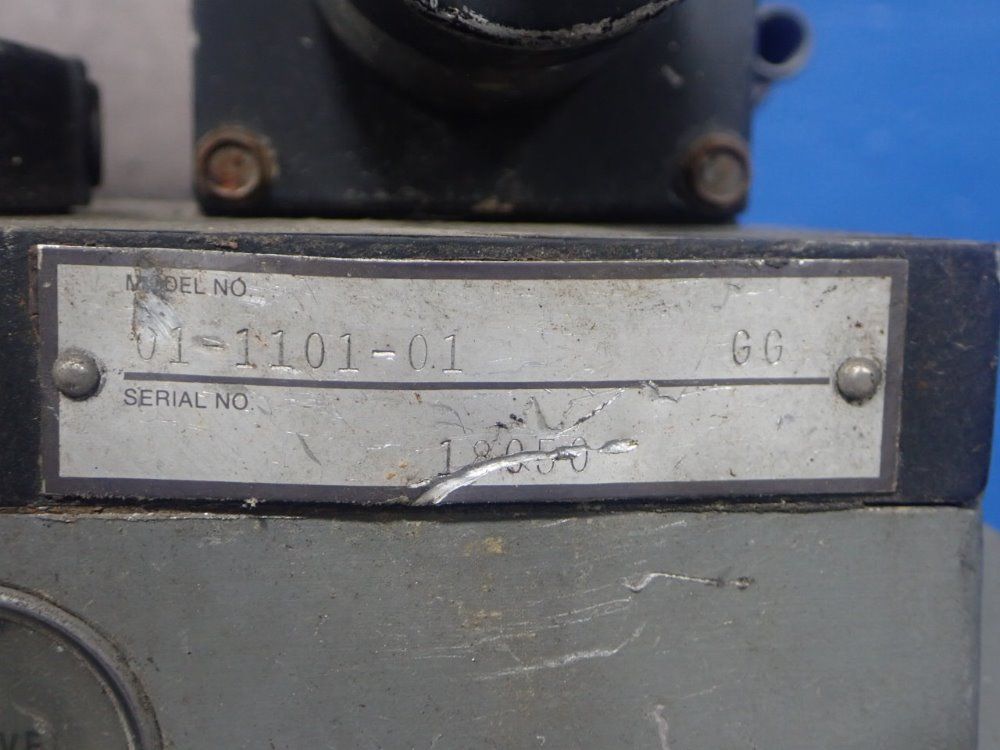 MODEL NO.
01-1101-01 GG
SERIAL NO.
18050